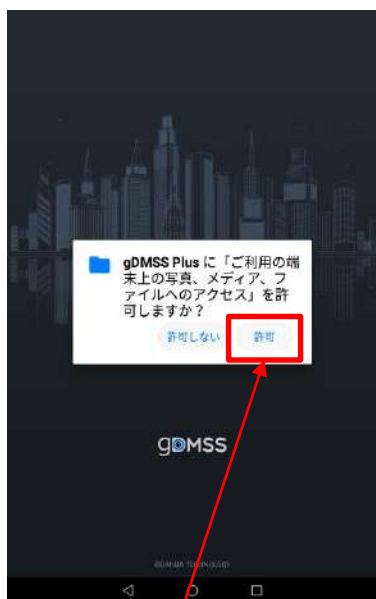 gDMSS Plus に「ご利用の端
末上の写真、メディア、フ
ァイルへのアクセス」を許
可しますか？
許可しない 許可
gDMSS
©DAHUA TECHNOLOGY